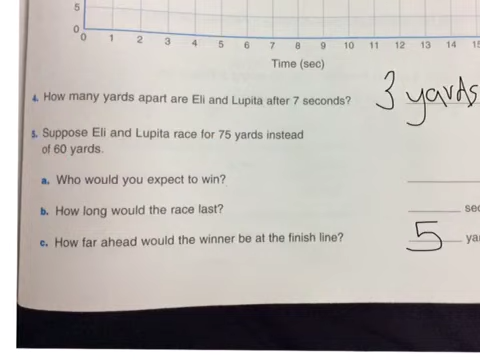 5
0
0 1 2 3 4 5 6 7 8 9 10 11 12 13 14 15
Time (sec)
4. How many yards apart are Eli and Lupita after 7 seconds? 3 yards
5. Suppose Eli and Lupita race for 75 yards instead
of 60 yards.
a. Who would you expect to win?
b. How long would the race last? sec
c. How far ahead would the winner be at the finish line? 5 ya